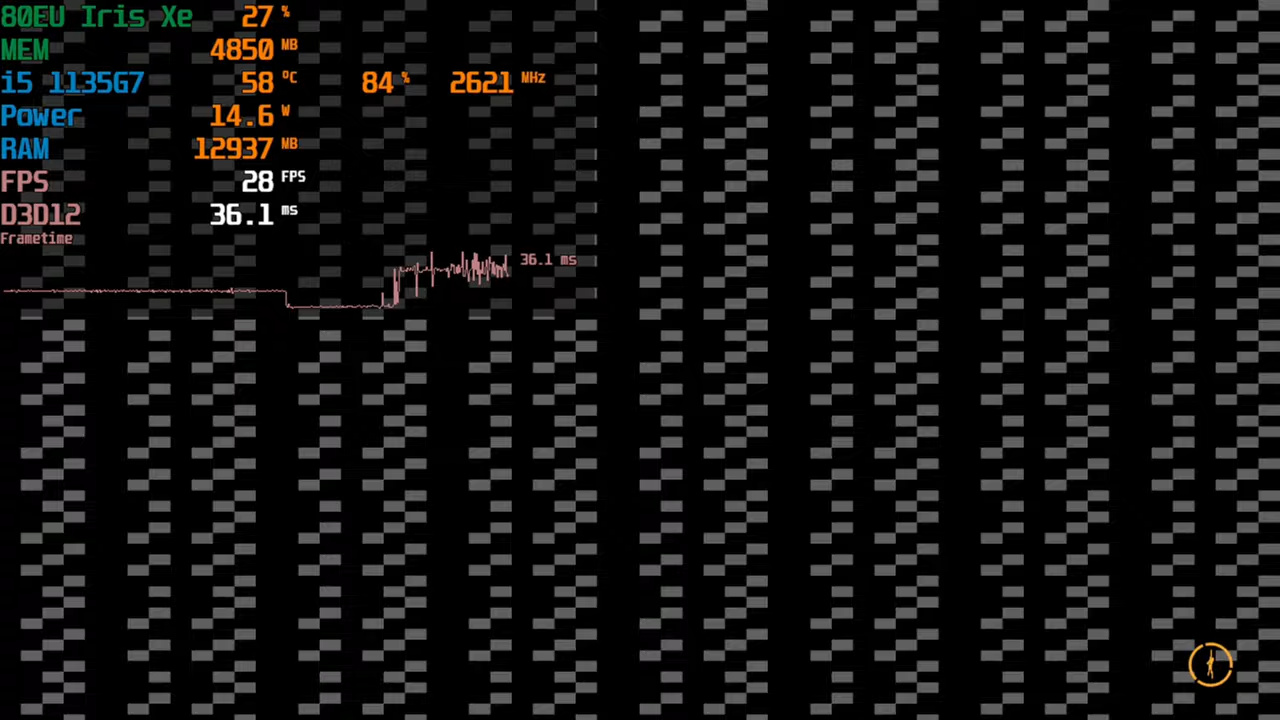 80EU Iris Xe 27 %
MEM 4850 MB
i5 1135G7 58 °C 84 % 2621 MHz
Power 14.6 W
RAM 12937 MB
FPS 28 FPS
D3D12 36.1 ms
Frametime
36.1 ms